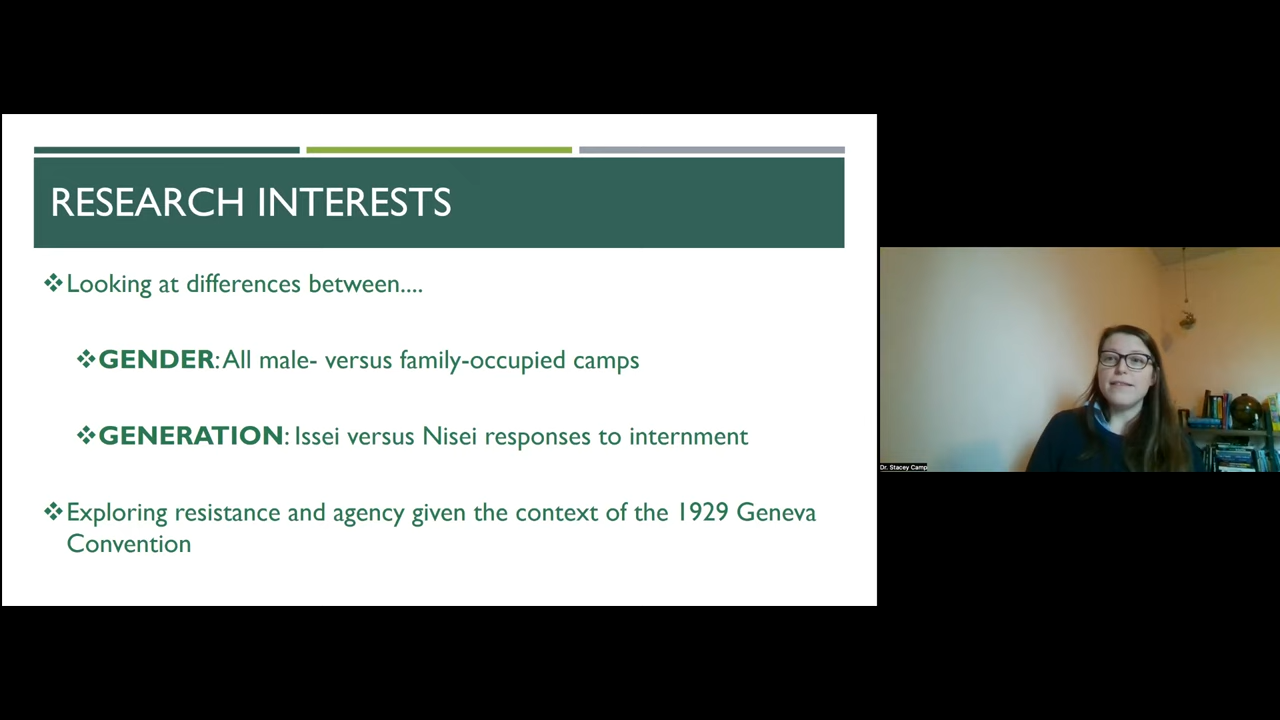 RESEARCH INTERESTS
❖Looking at differences between....
❖GENDER: All male- versus family-occupied camps
❖GENERATION: Issei versus Nisei responses to internment
❖Exploring resistance and agency given the context of the 1929 Geneva
Convention
Dr. Stacey Camp